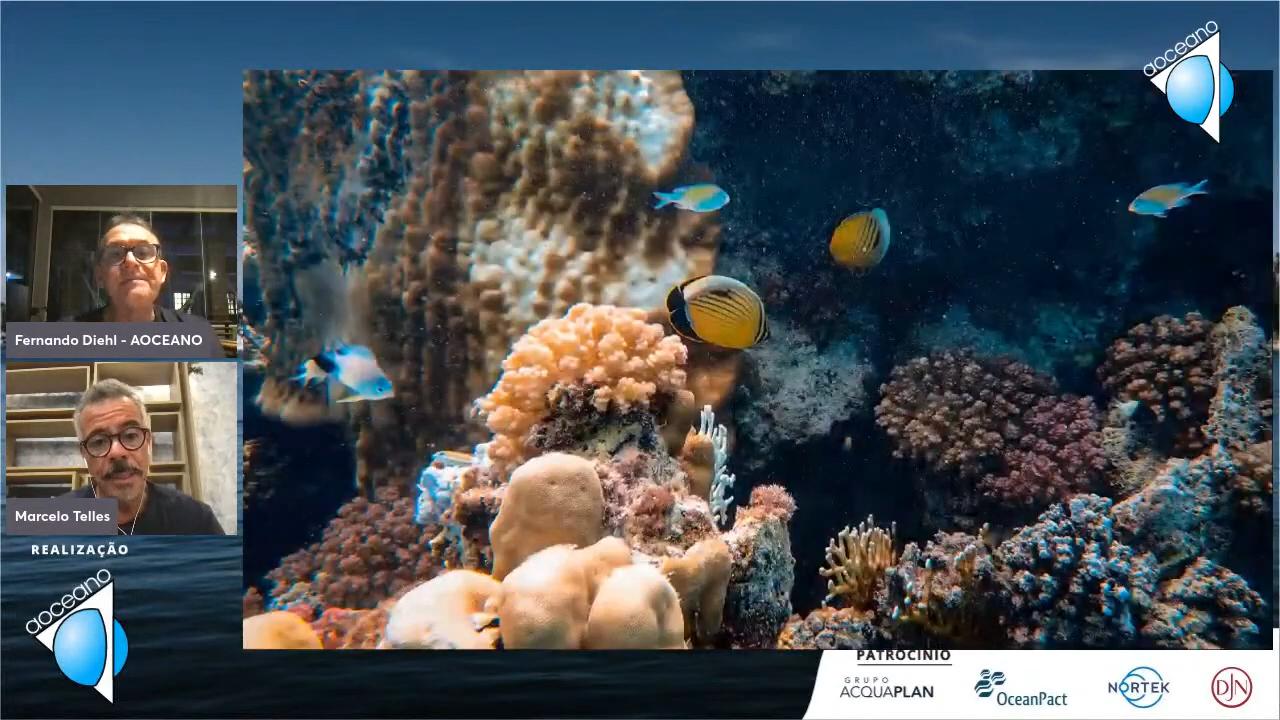 aoceano
Fernando Diehl - AOCEANO
Marcelo Telles
REALIZAÇÃO
aoceano
PATROCÍNIO
GRUPO
ACQUAPLAN
OceanPact
NORTEK
DJN